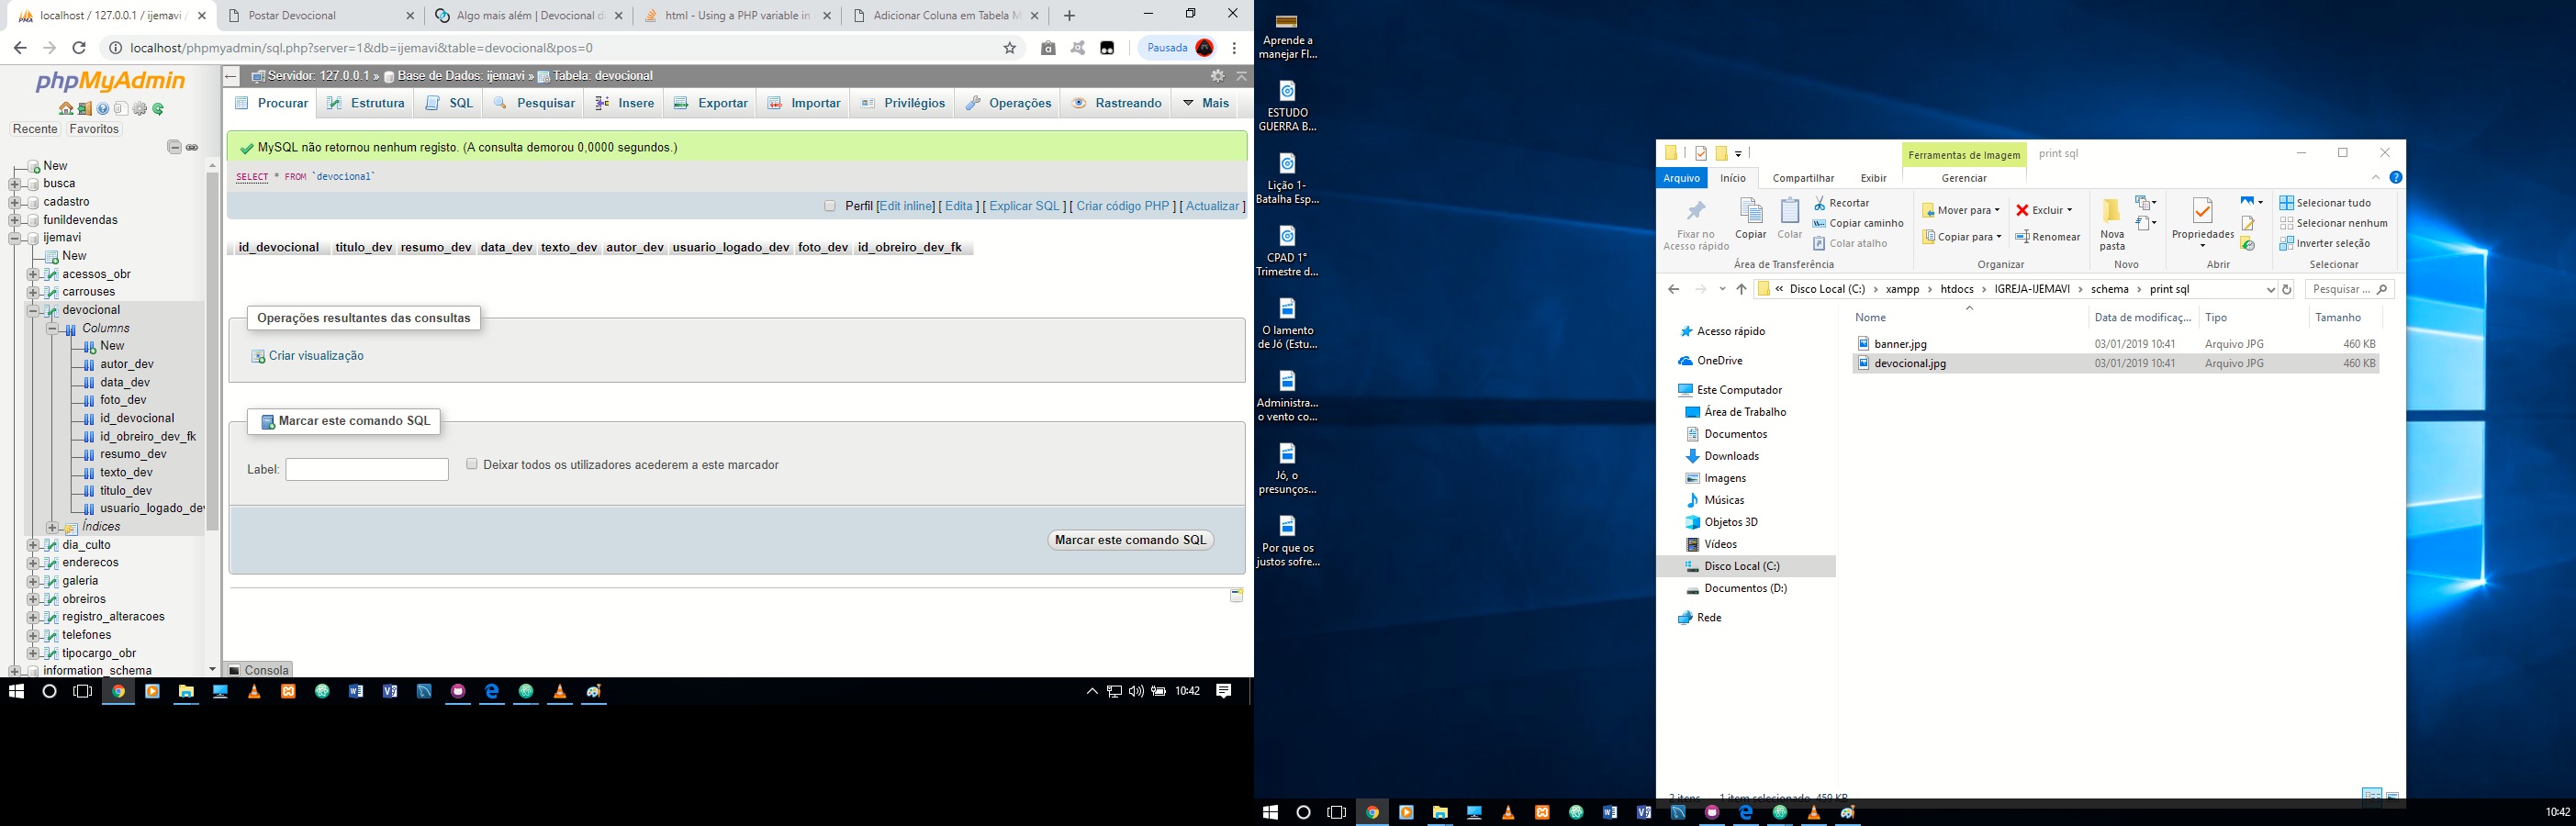 localhost / 127.0.0.1 / ijemavi /
Postar Devocional
Algo mais além | Devocional di
html - Using a PHP variable in
Adicionar Coluna em Tabela M
localhost/phpmyadmin/sql.php?server=1&db=ijemavi&table=devocional&pos=0
Pausada
phpMyAdmin
Recente Favoritos
New
busca
cadastro
funildevendas
ijemavi
New
acessos_obr
carrouses
devocional
Columns
New
autor_dev
data_dev
foto_dev
id_devocional
id_obreiro_dev_fk
resumo_dev
texto_dev
titulo_dev
usuario_logado_dev
Índices
dia_culto
enderecos
galeria
obreiros
registro_alteracoes
telefones
tipocargo_obr
information_schema
Servidor: 127.0.0.1 » Base de Dados: ijemavi » Tabela: devocional
Procurar Estrutura SQL Pesquisar Insere Exportar Importar Privilégios Operações Rastreando Mais
MySQL não retornou nenhum registo. (A consulta demorou 0,0000 segundos.)
SELECT * FROM `devocional`
Perfil [Edit inline] [ Edita ] [ Explicar SQL ] [ Criar código PHP ] [ Actualizar ]
id_devocional titulo_dev resumo_dev data_dev texto_dev autor_dev usuario_logado_dev foto_dev id_obreiro_dev_fk
Operações resultantes das consultas
Criar visualização
Marcar este comando SQL
Label:
Deixar todos os utilizadores acederem a este marcador
Marcar este comando SQL
Consola
10:42
Aprende a
manejar Fl...
ESTUDO
GUERRA B...
Lição 1-
Batalha Esp...
CPAD 1°
Trimestre d...
O lamento
de Jó (Estu...
Administra...
o vento co...
Jó, o
presunços...
Por que os
justos sofre...
Ferramentas de Imagem
print sql
Arquivo Início Compartilhar Exibir Gerenciar
Fixar no
Acesso rápido
Copiar
Colar
Recortar
Copiar caminho
Colar atalho
Área de Transferência
Mover para
Copiar para
Excluir
Renomear
Organizar
Nova
pasta
Novo
Propriedades
Abrir
Selecionar tudo
Selecionar nenhum
Inverter seleção
Selecionar
« Disco Local (C:) › xampp › htdocs › IGREJA-IJEMAVI › schema › print sql
Pesquisar ...
Nome Data de modificaç... Tipo Tamanho
banner.jpg 03/01/2019 10:41 Arquivo JPG 460 KB
devocional.jpg 03/01/2019 10:41 Arquivo JPG 460 KB
Acesso rápido
OneDrive
Este Computador
Área de Trabalho
Documentos
Downloads
Imagens
Músicas
Objetos 3D
Vídeos
Disco Local (C:)
Documentos (D:)
Rede
2 itens 1 item selecionado 459 KB
10:42